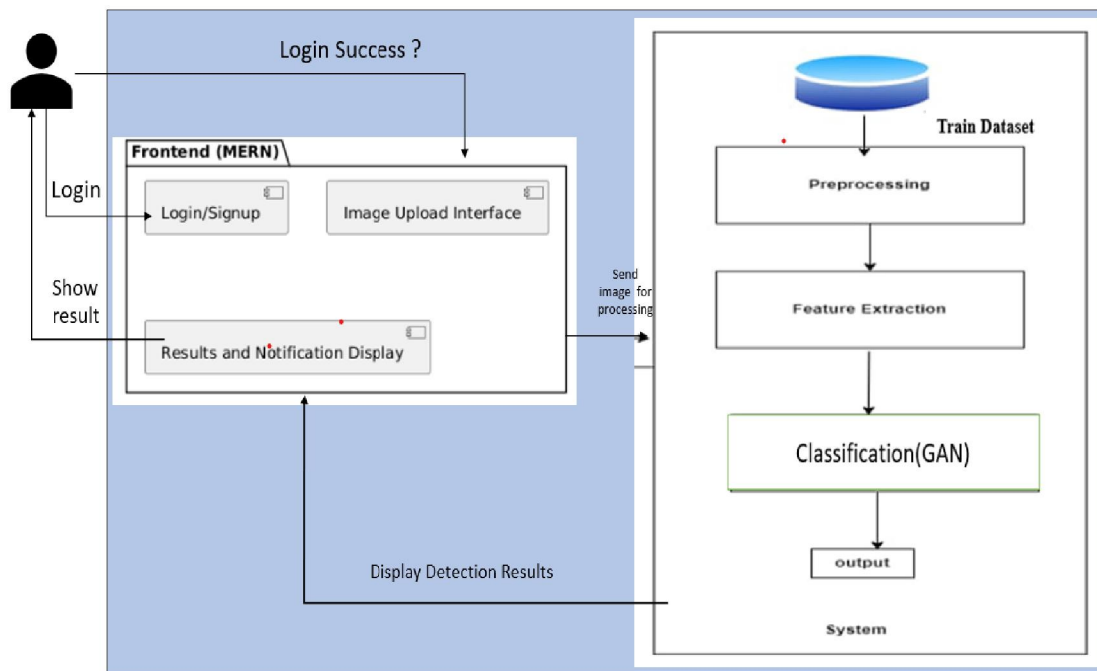 Login Success ?
Train Dataset
Frontend (MERN)
Login/Signup
Image Upload Interface
Login
Preprocessing
Show
result
Send
image for
processing
Feature Extraction
Results and Notification Display
Classification(GAN)
output
Display Detection Results
System